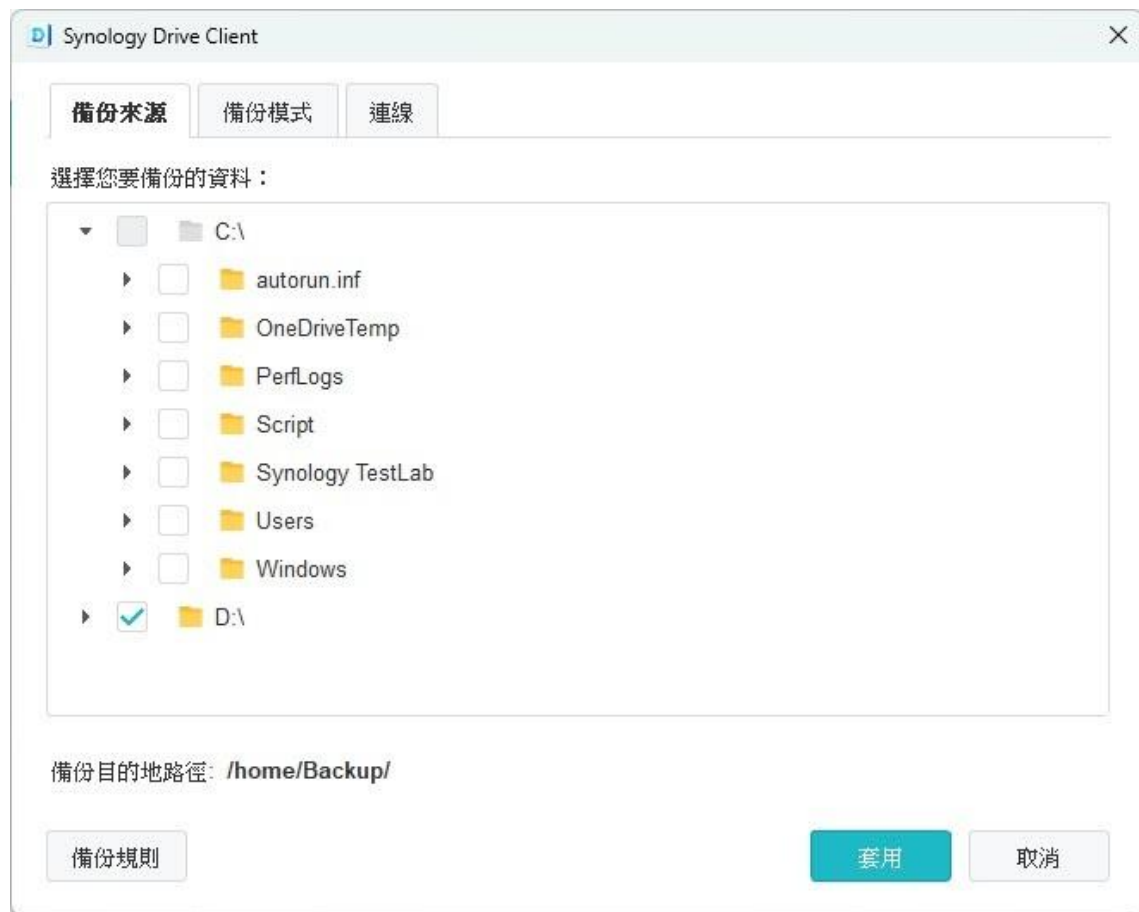 D Synology Drive Client
備份來源 備份模式 連線
選擇您要備份的資料：
C:\
autorun.inf
OneDriveTemp
PerfLogs
Script
Synology TestLab
Users
Windows
D:\
備份目的地路徑: /home/Backup/
備份規則 套用 取消